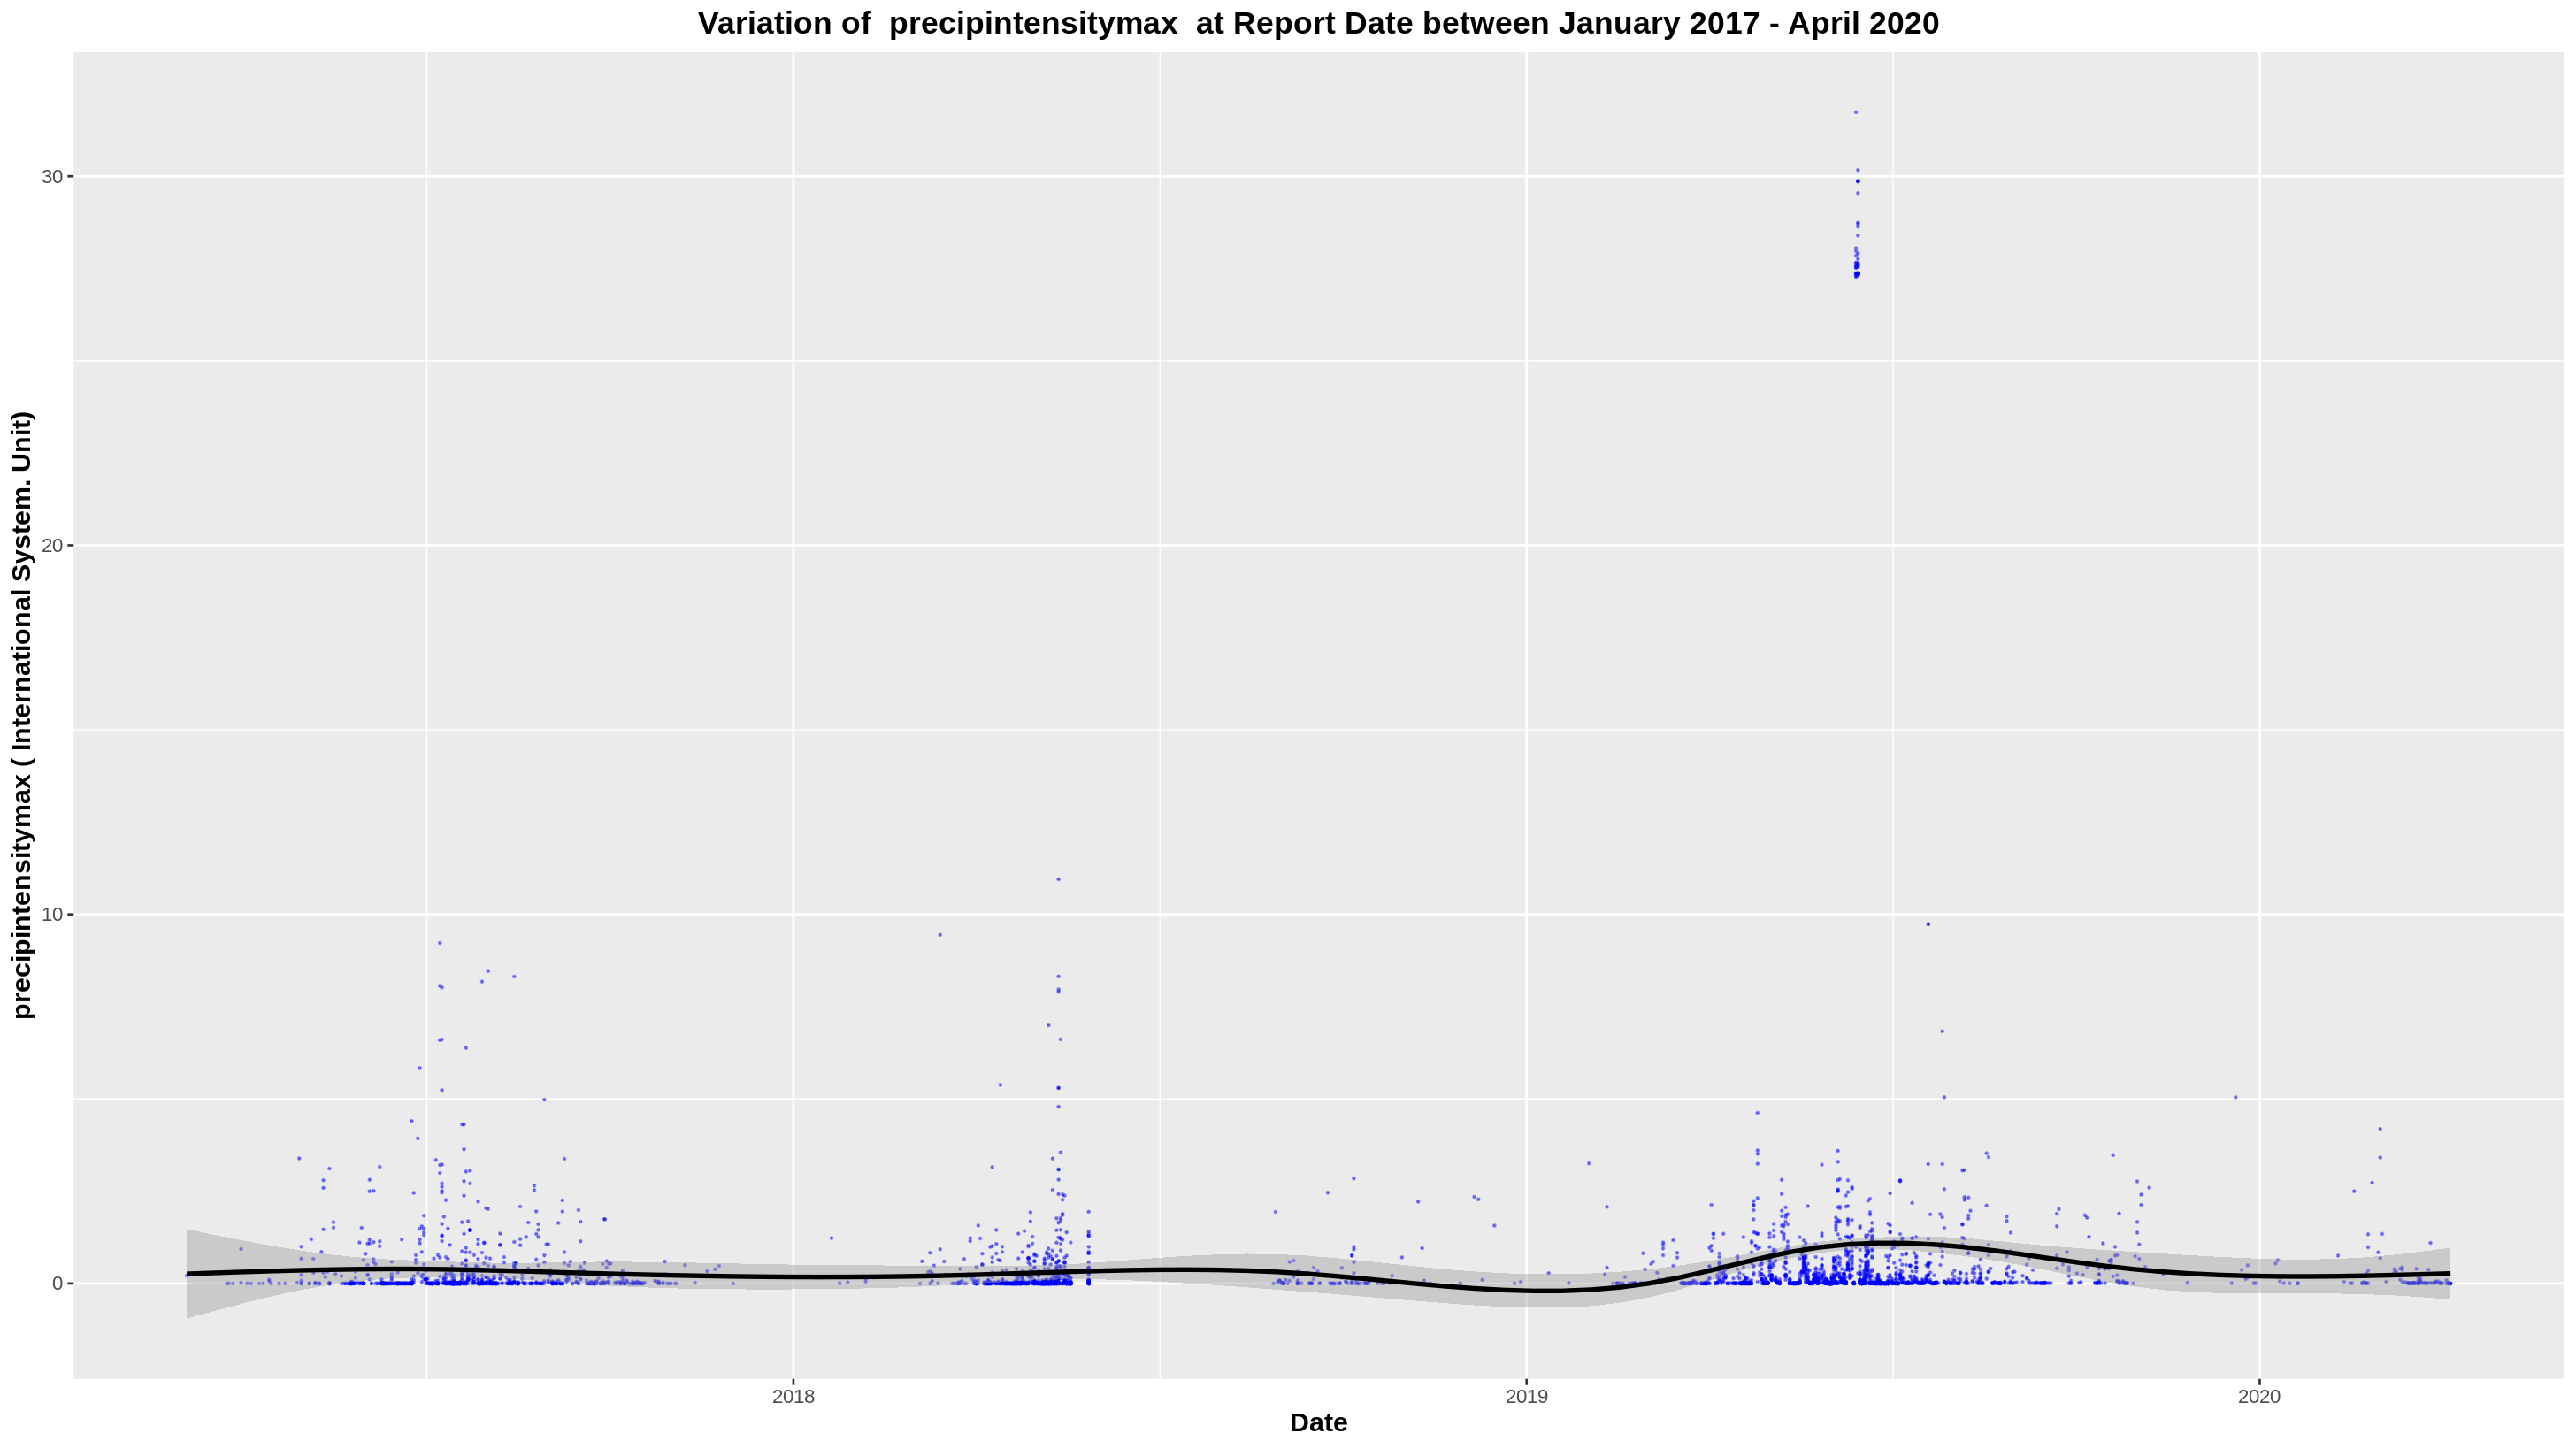 Variation of  precipintensitymax  at Report Date between January 2017 - April 2020
precipintensitymax ( International System. Unit)
30
20
10
0
2018
2019
2020
Date